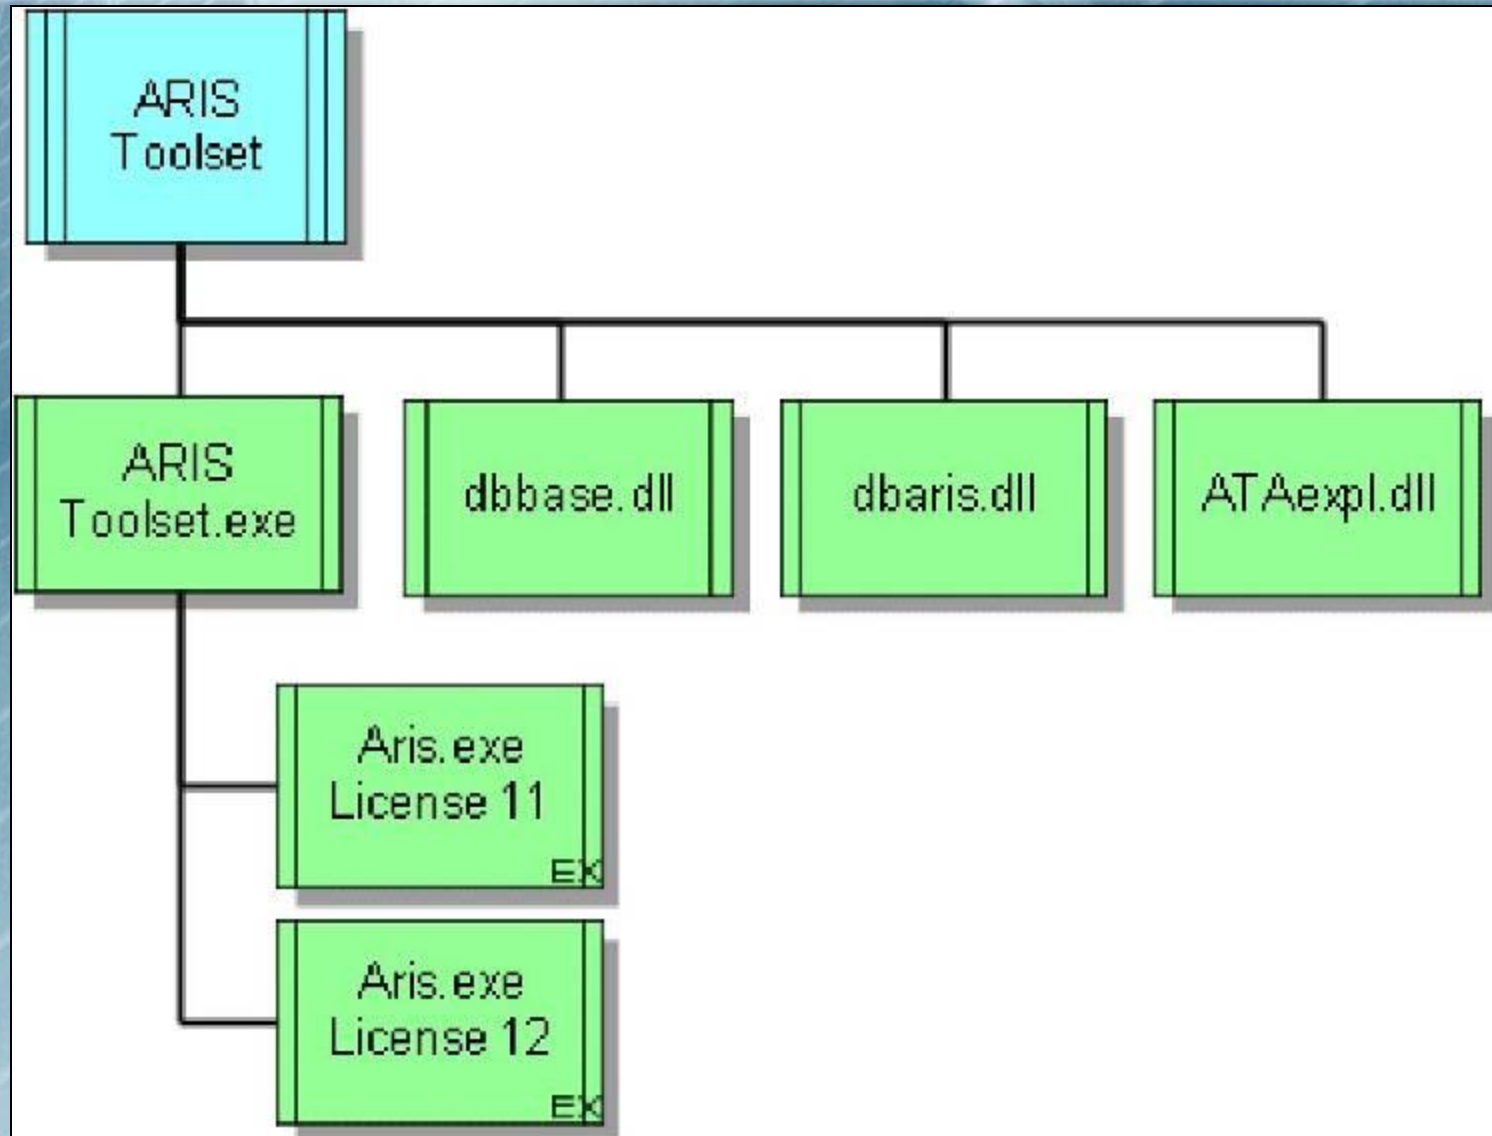 ARIS
Toolset
ARIS
Toolset.exe
dbbase.dll
dbaris.dll
ATAexpl.dll
Aris.exe
License 11
EX
Aris.exe
License 12
EX